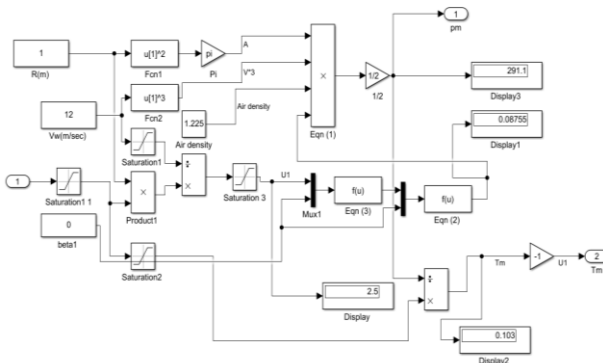 1
R(m)
u[1]^2
Fcn1
pi
Pi
A
V^3
Air density
12
Vw(m/sec)
u[1]^3
Fcn2
1.225
Air density
Saturation1
×
Eqn (1)
1/2
1/2
1
pm
291.1
Display3
0.08755
Display1
1
Saturation1 1
×
Product1
÷
×
Saturation 3
U1
Mux1
f(u)
Eqn (3)
f(u)
Eqn (2)
0
beta1
Saturation2
2.5
Display
÷
×
Tm
-1
U1
2
Tm
0.103
Display2